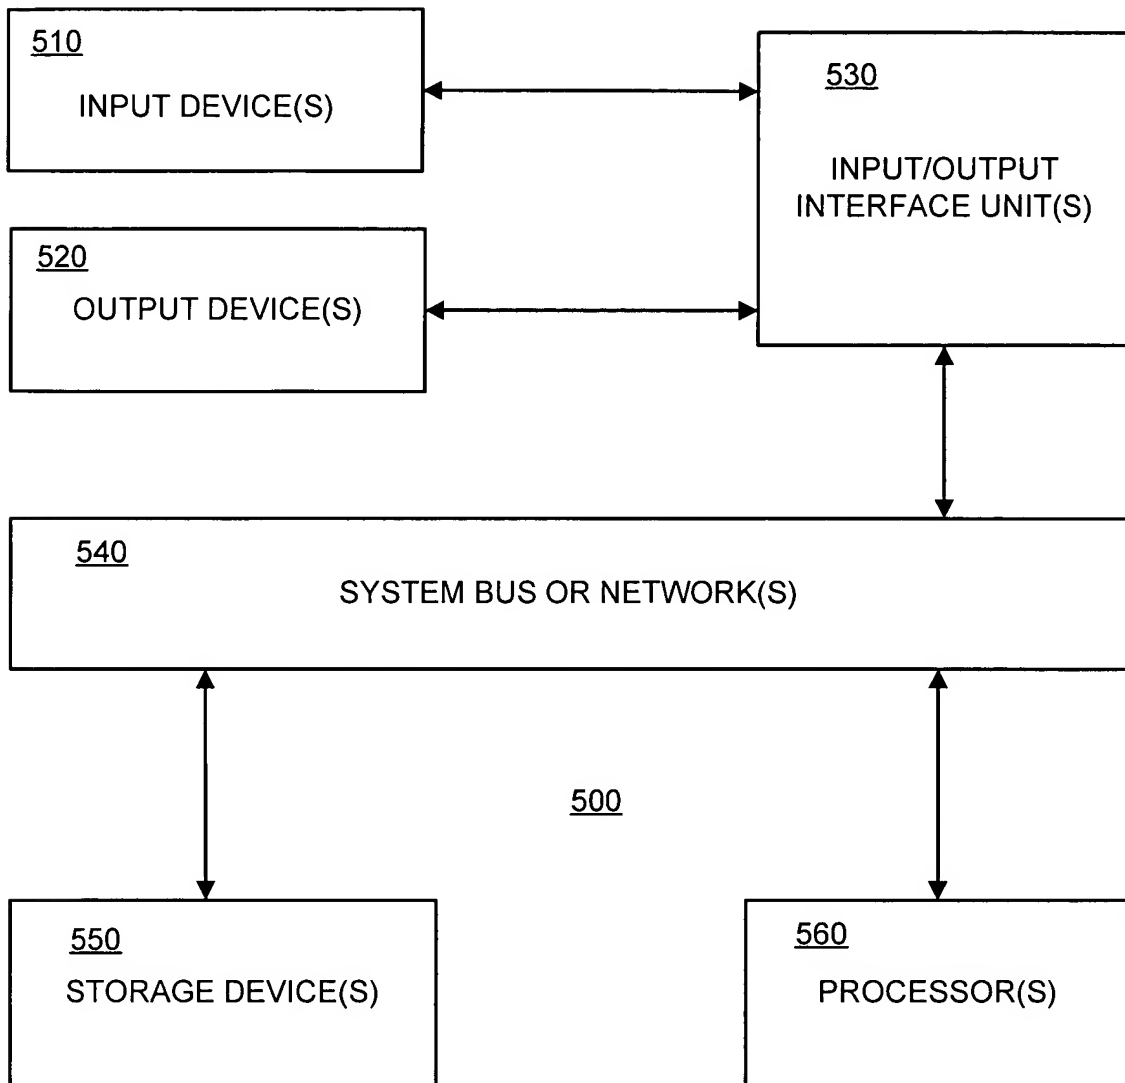 510
INPUT DEVICE(S)
530
INPUT/OUTPUT
INTERFACE UNIT(S)
520
OUTPUT DEVICE(S)
540
SYSTEM BUS OR NETWORK(S)
500
550
STORAGE DEVICE(S)
560
PROCESSOR(S)